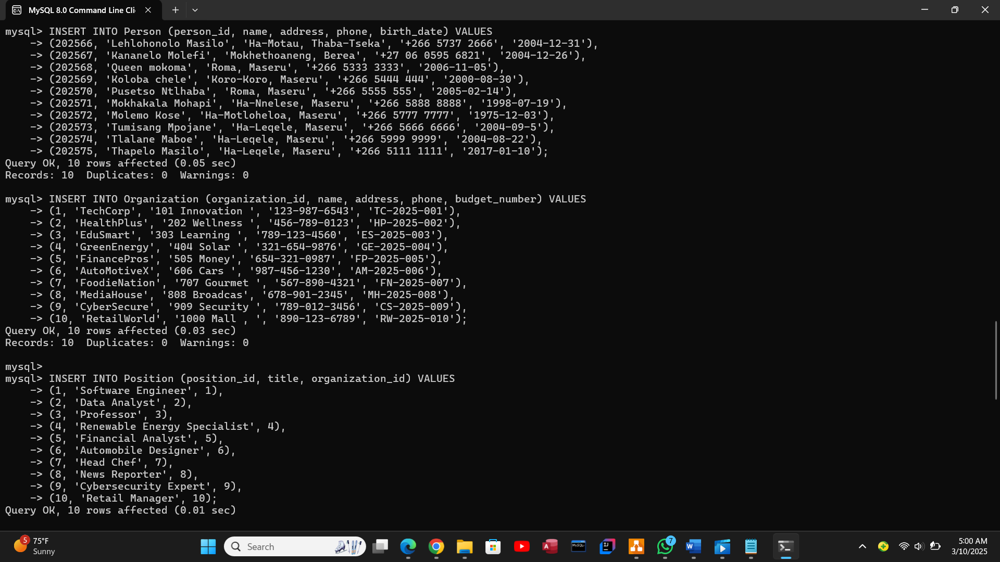 MySQL 8.0 Command Line Cli
mysql> INSERT INTO Person (person_id, name, address, phone, birth_date) VALUES
    -> (202566, 'Lehlohonolo Masilo', 'Ha-Motau, Thaba-Tseka', '+266 5737 2666', '2004-12-31'),
    -> (202567, 'Kananelo Molefi', 'Mokhethoaneng, Berea', '+27 06 0595 6821', '2004-12-26'),
    -> (202568, 'Queen mokoma', 'Roma, Maseru', '+266 5333 3333', '2006-11-05'),
    -> (202569, 'Koloba chele', 'Koro-Koro, Maseru', '+266 5444 444', '2000-08-30'),
    -> (202570, 'Pusetso Ntlhaba', 'Roma, Maseru', '+266 5555 555', '2005-02-14'),
    -> (202571, 'Mokhakala Mohapi', 'Ha-Nnelese, Maseru', '+266 5888 8888', '1998-07-19'),
    -> (202572, 'Molemo Kose', 'Ha-Motloheloa, Maseru', '+266 5777 7777', '1975-12-03'),
    -> (202573, 'Tumisang Mpojane', 'Ha-Leqele, Maseru', '+266 5666 6666', '2004-09-5'),
    -> (202574, 'Tlalane Maboe', 'Ha-Leqele, Maseru', '+266 5999 9999', '2004-08-22'),
    -> (202575, 'Thapelo Masilo', 'Ha-Leqele, Maseru', '+266 5111 1111', '2017-01-10');
Query OK, 10 rows affected (0.05 sec)
Records: 10  Duplicates: 0  Warnings: 0
mysql> INSERT INTO Organization (organization_id, name, address, phone, budget_number) VALUES
    -> (1, 'TechCorp', '101 Innovation ', '123-987-6543', 'TC-2025-001'),
    -> (2, 'HealthPlus', '202 Wellness ', '456-789-0123', 'HP-2025-002'),
    -> (3, 'EduSmart', '303 Learning ', '789-123-4560', 'ES-2025-003'),
    -> (4, 'GreenEnergy', '404 Solar ', '321-654-9876', 'GE-2025-004'),
    -> (5, 'FinancePros', '505 Money', '654-321-0987', 'FP-2025-005'),
    -> (6, 'AutoMotiveX', '606 Cars ', '987-456-1230', 'AM-2025-006'),
    -> (7, 'FoodieNation', '707 Gourmet ', '567-890-4321', 'FN-2025-007'),
    -> (8, 'MediaHouse', '808 Broadcas', '678-901-2345', 'MH-2025-008'),
    -> (9, 'CyberSecure', '909 Security ', '789-012-3456', 'CS-2025-009'),
    -> (10, 'RetailWorld', '1000 Mall , ', '890-123-6789', 'RW-2025-010');
Query OK, 10 rows affected (0.03 sec)
Records: 10  Duplicates: 0  Warnings: 0
mysql>
mysql> INSERT INTO Position (position_id, title, organization_id) VALUES
    -> (1, 'Software Engineer', 1),
    -> (2, 'Data Analyst', 2),
    -> (3, 'Professor', 3),
    -> (4, 'Renewable Energy Specialist', 4),
    -> (5, 'Financial Analyst', 5),
    -> (6, 'Automobile Designer', 6),
    -> (7, 'Head Chef', 7),
    -> (8, 'News Reporter', 8),
    -> (9, 'Cybersecurity Expert', 9),
    -> (10, 'Retail Manager', 10);
Query OK, 10 rows affected (0.01 sec)
5
75°F
Sunny
Search
7
5:00 AM
3/10/2025